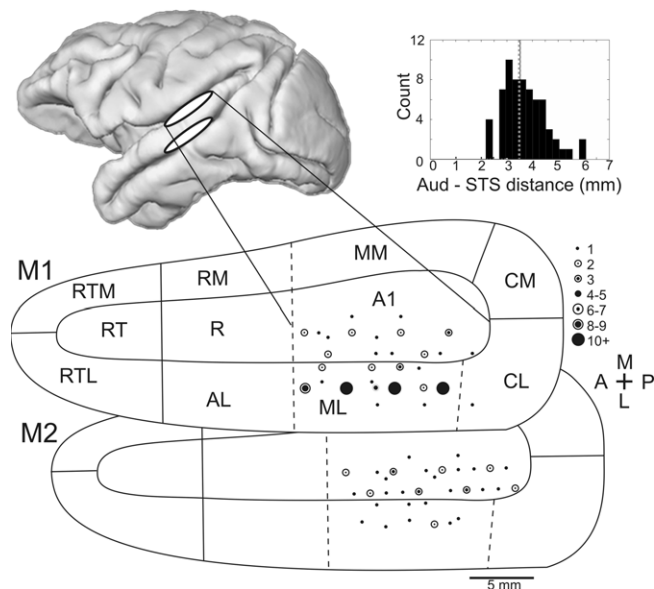 12
8
4
0
Count
0 1 2 3 4 5 6 7
Aud - STS distance (mm)
M1
RTM
RM
MM
CM
RT
R
A1
RTL
AL
ML
CL
1
2
3
4-5
6-7
8-9
10+
M
A P
L
M2
5 mm